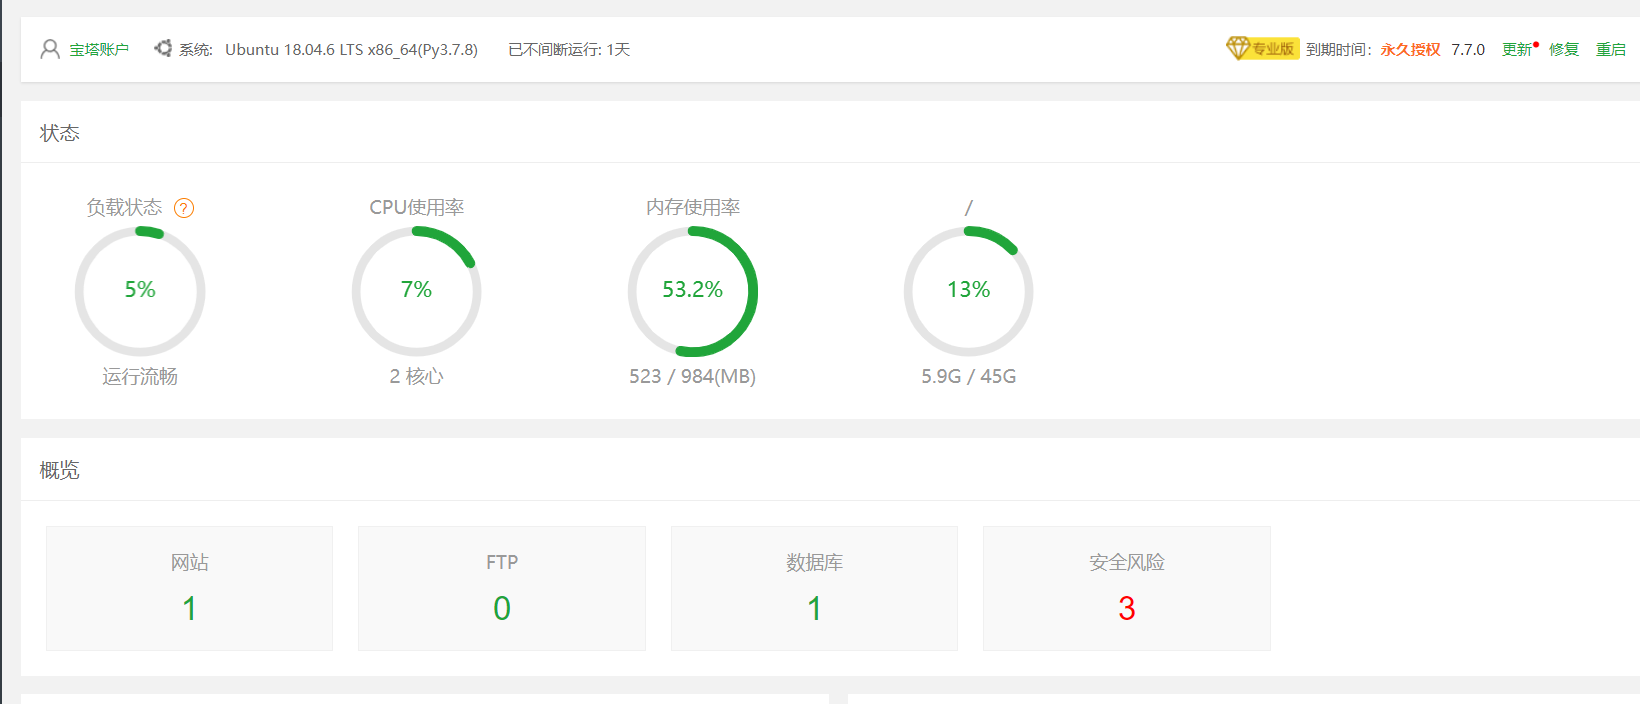 宝塔账户 系统: Ubuntu 18.04.6 LTS x86_64(Py3.7.8) 已不间断运行: 1天 专业版 到期时间: 永久授权 7.7.0 更新 修复 重启
状态
负载状态 ? CPU使用率 内存使用率 /
5% 7% 53.2% 13%
运行流畅 2 核心 523 / 984(MB) 5.9G / 45G
概览
网站 FTP 数据库 安全风险
1 0 1 3